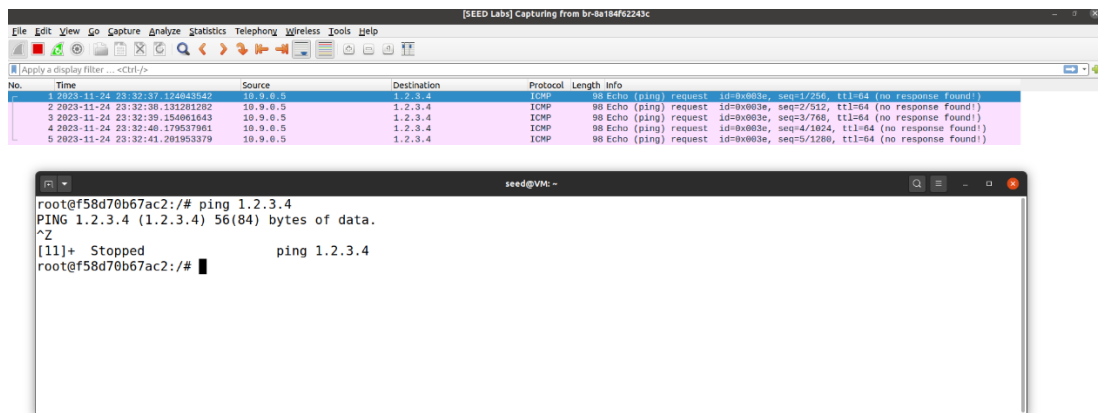 [SEED Labs] Capturing from br-8a184f62243c
File Edit View Go Capture Analyze Statistics Telephony Wireless Tools Help
Apply a display filter ... <Ctrl-/>
No. Time Source Destination Protocol Length Info
1 2023-11-24 23:32:37.124043542 10.9.0.5 1.2.3.4 ICMP 98 Echo (ping) request id=0x003e, seq=1/256, ttl=64 (no response found!)
2 2023-11-24 23:32:38.131281282 10.9.0.5 1.2.3.4 ICMP 98 Echo (ping) request id=0x003e, seq=2/512, ttl=64 (no response found!)
3 2023-11-24 23:32:39.154061643 10.9.0.5 1.2.3.4 ICMP 98 Echo (ping) request id=0x003e, seq=3/768, ttl=64 (no response found!)
4 2023-11-24 23:32:40.179537961 10.9.0.5 1.2.3.4 ICMP 98 Echo (ping) request id=0x003e, seq=4/1024, ttl=64 (no response found!)
5 2023-11-24 23:32:41.201953379 10.9.0.5 1.2.3.4 ICMP 98 Echo (ping) request id=0x003e, seq=5/1280, ttl=64 (no response found!)
seed@VM: ~
root@f58d70b67ac2:/# ping 1.2.3.4
PING 1.2.3.4 (1.2.3.4) 56(84) bytes of data.
^Z
[11]+ Stopped ping 1.2.3.4
root@f58d70b67ac2:/#